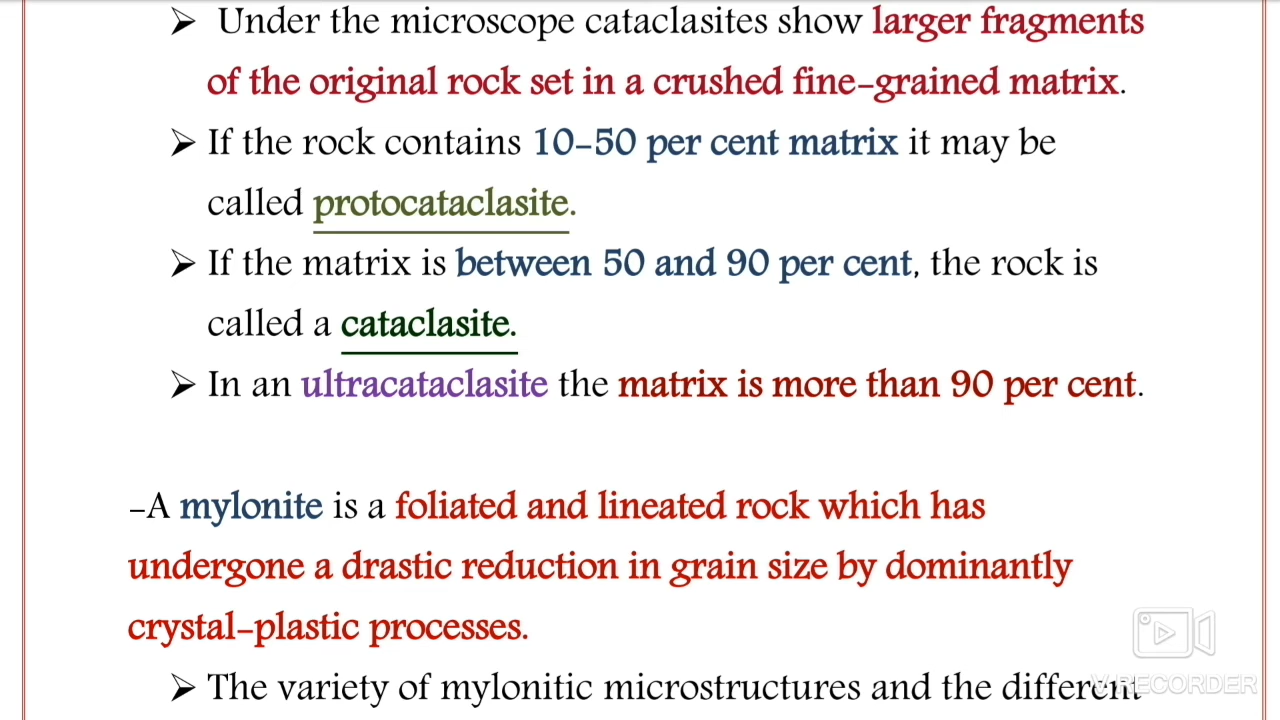 ➤ Under the microscope cataclasites show larger fragments
of the original rock set in a crushed fine-grained matrix.
➤ If the rock contains 10-50 per cent matrix it may be
called protocataclasite.
➤ If the matrix is between 50 and 90 per cent, the rock is
called a cataclasite.
➤ In an ultracataclasite the matrix is more than 90 per cent.
-A mylonite is a foliated and lineated rock which has
undergone a drastic reduction in grain size by dominantly
crystal-plastic processes.
➤ The variety of mylonitic microstructures and the different
V RECORDER